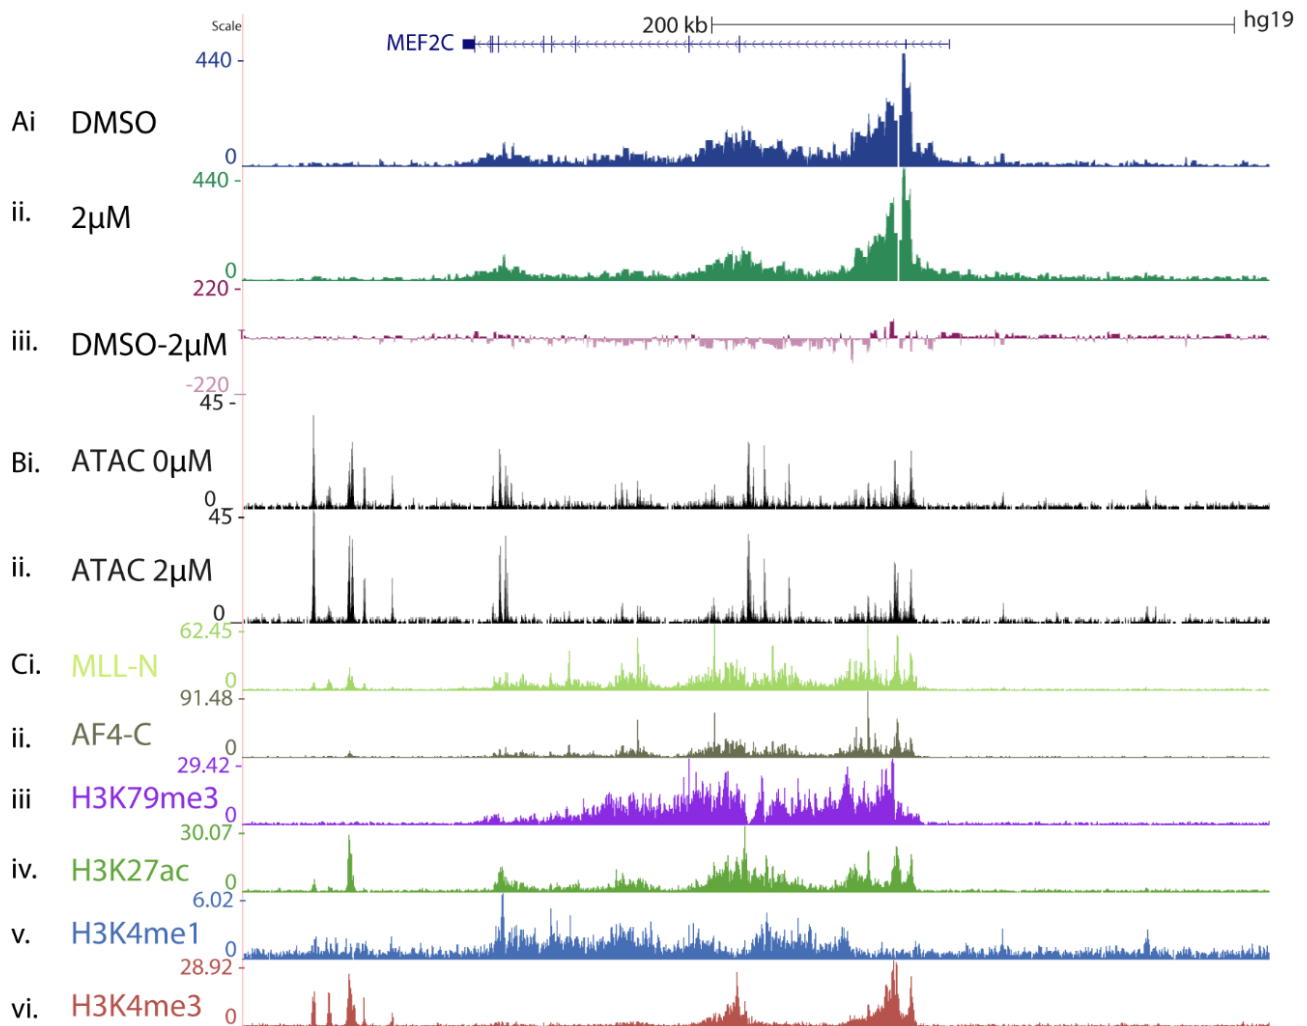 Scale 200 kb hg19
MEF2C
440 -
Ai DMSO
0
440 -
ii. 2µM
0
220 -
iii. DMSO-2µM
-220
45 -
Bi. ATAC 0µM
0
45 -
ii. ATAC 2µM
0
62.45
Ci. MLL-N 0
91.48 -
ii. AF4-C 0
29.42 -
iii H3K79me3 0
30.07 -
iv. H3K27ac 0
6.02 -
v. H3K4me1 0
28.92 -
vi. H3K4me3 0